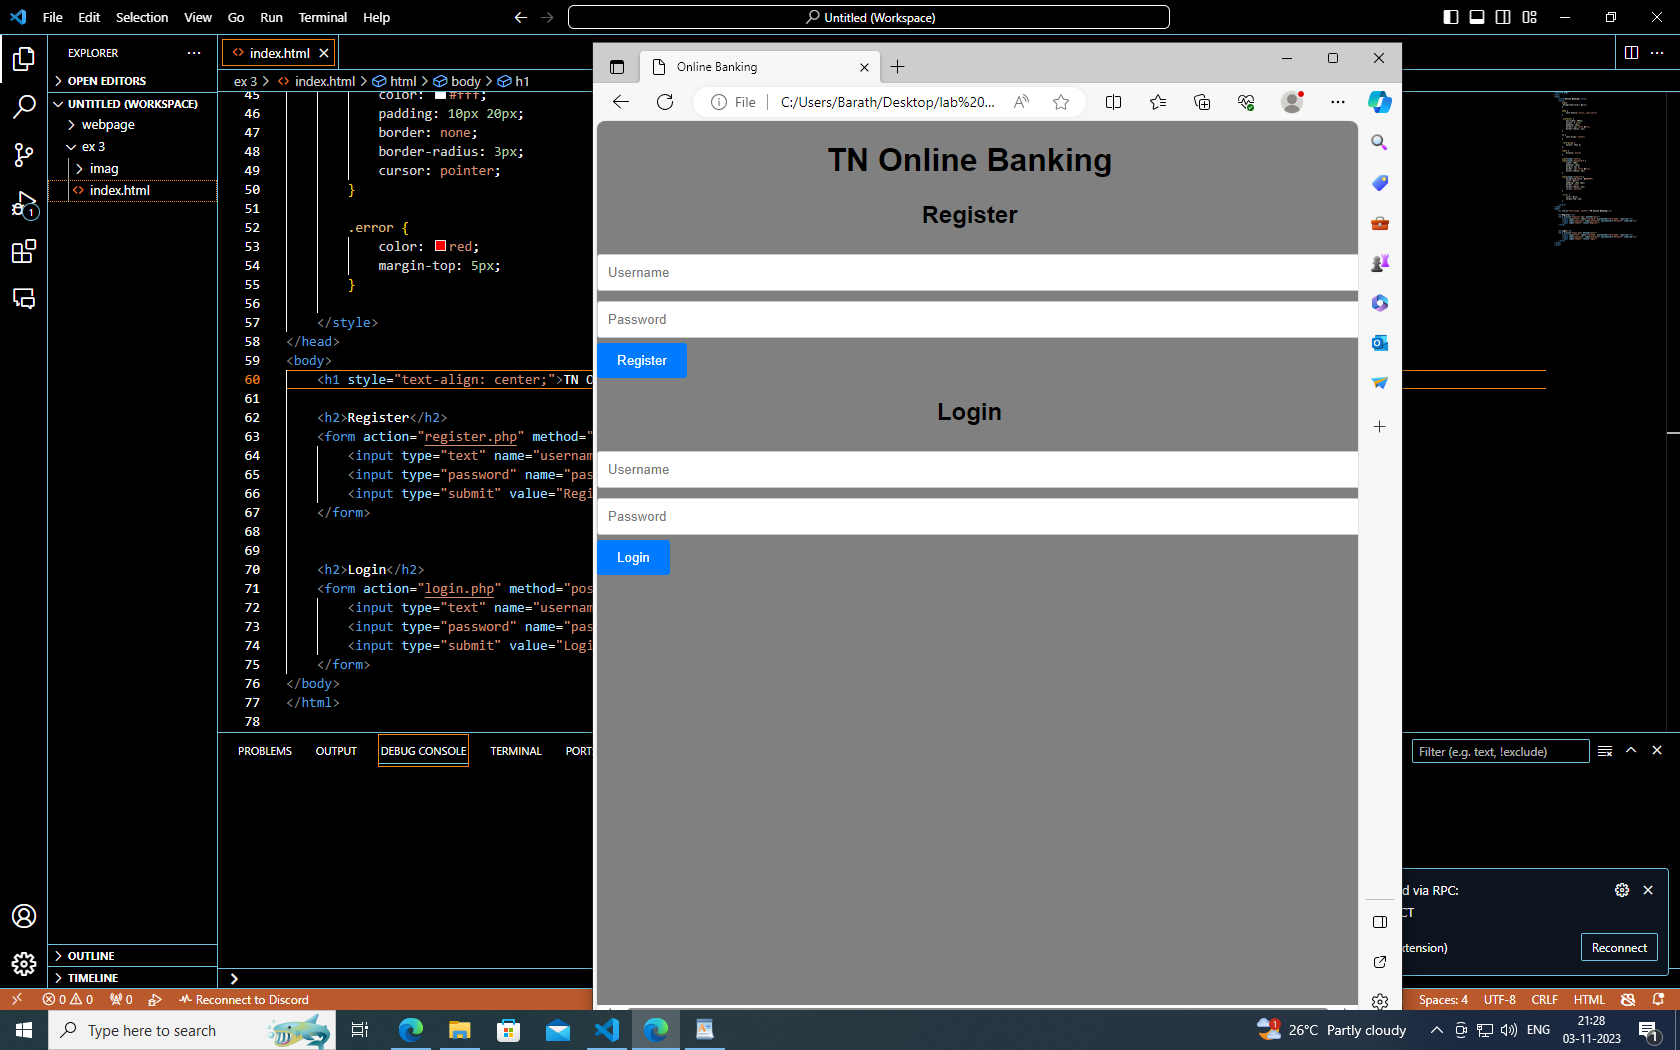 File Edit Selection View Go Run Terminal Help
Untitled (Workspace)
EXPLORER
OPEN EDITORS
UNTITLED (WORKSPACE)
webpage
ex 3
imag
index.html
OUTLINE
TIMELINE
1
index.html
ex 3 > index.html > html > body > h1
45 color: #fff;
46 padding: 10px 20px;
47 border: none;
48 border-radius: 3px;
49 cursor: pointer;
50 }
51
52 .error {
53 color: red;
54 margin-top: 5px;
55 }
56
57 </style>
58 </head>
59 <body>
60 <h1 style="text-align: center;">TN O
61
62 <h2>Register</h2>
63 <form action="register.php" method="
64 <input type="text" name="usernam
65 <input type="password" name="pas
66 <input type="submit" value="Regi
67 </form>
68
69
70 <h2>Login</h2>
71 <form action="login.php" method="pos
72 <input type="text" name="usernam
73 <input type="password" name="pas
74 <input type="submit" value="Logi
75 </form>
76 </body>
77 </html>
78
PROBLEMS OUTPUT DEBUG CONSOLE TERMINAL PORT
Filter (e.g. text, !exclude)
Online Banking
File C:/Users/Barath/Desktop/lab%20...
TN Online Banking
Register
Username
Password
Register
Login
Username
Password
Login
d via RPC:
CT
xtension)
Reconnect
0 0 0 Reconnect to Discord
Spaces: 4 UTF-8 CRLF HTML
Type here to search
1 26°C Partly cloudy
ENG
21:28
03-11-2023
1